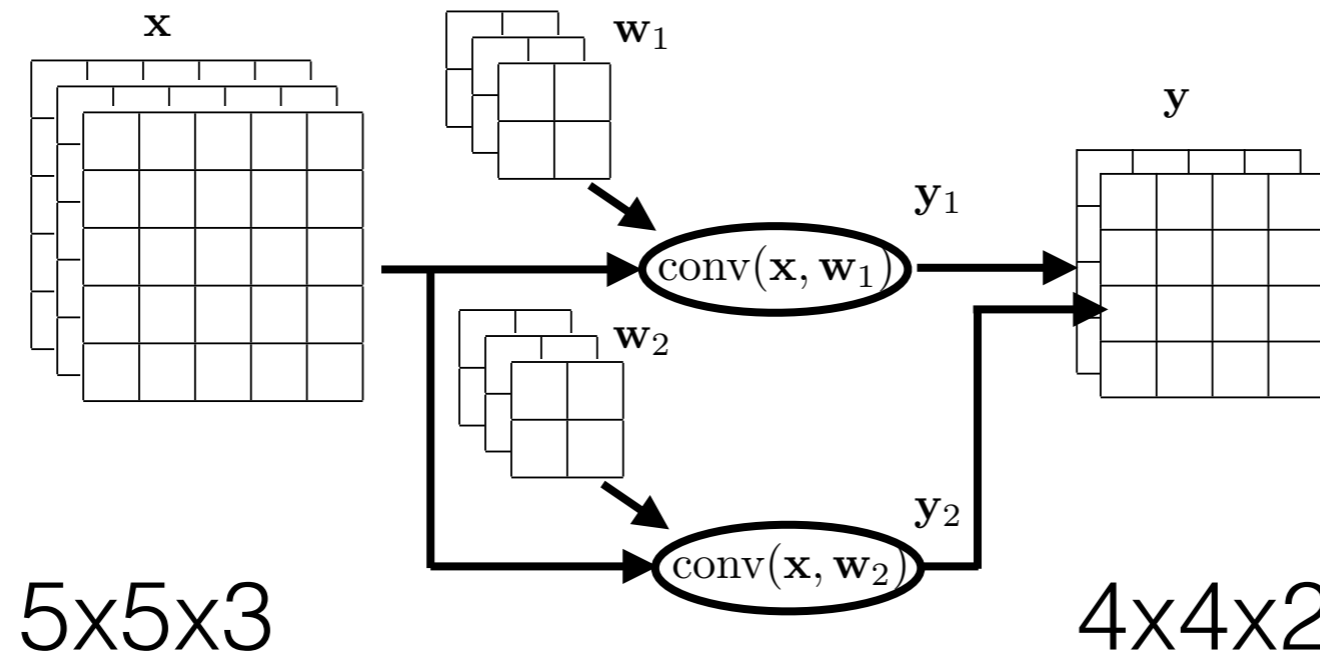 x
w₁
y
y₁
conv(x, w₁)
w₂
y₂
conv(x, w₂)
5x5x3
4x4x2